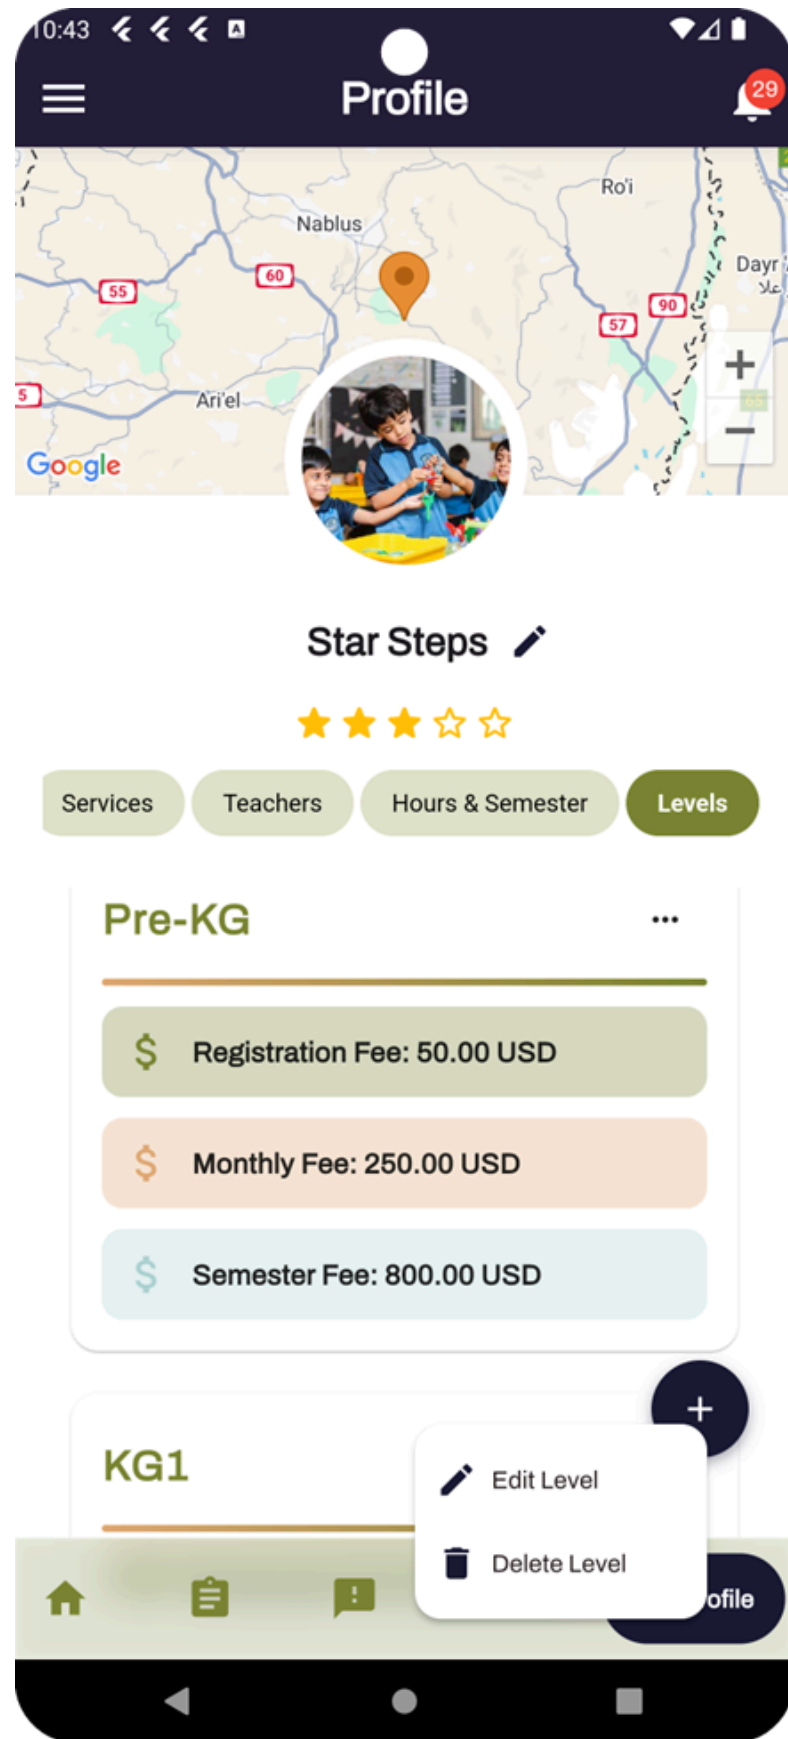 10:43
A
Profile
29
Ro'i
Nablus
60
55
Dayr
علا
90
57
5
Ari'el
+
65
−
Google
Star Steps
Services
Teachers
Hours & Semester
Levels
Pre-KG
$ Registration Fee: 50.00 USD
$ Monthly Fee: 250.00 USD
$ Semester Fee: 800.00 USD
+
KG1
Edit Level
Delete Level
ofile